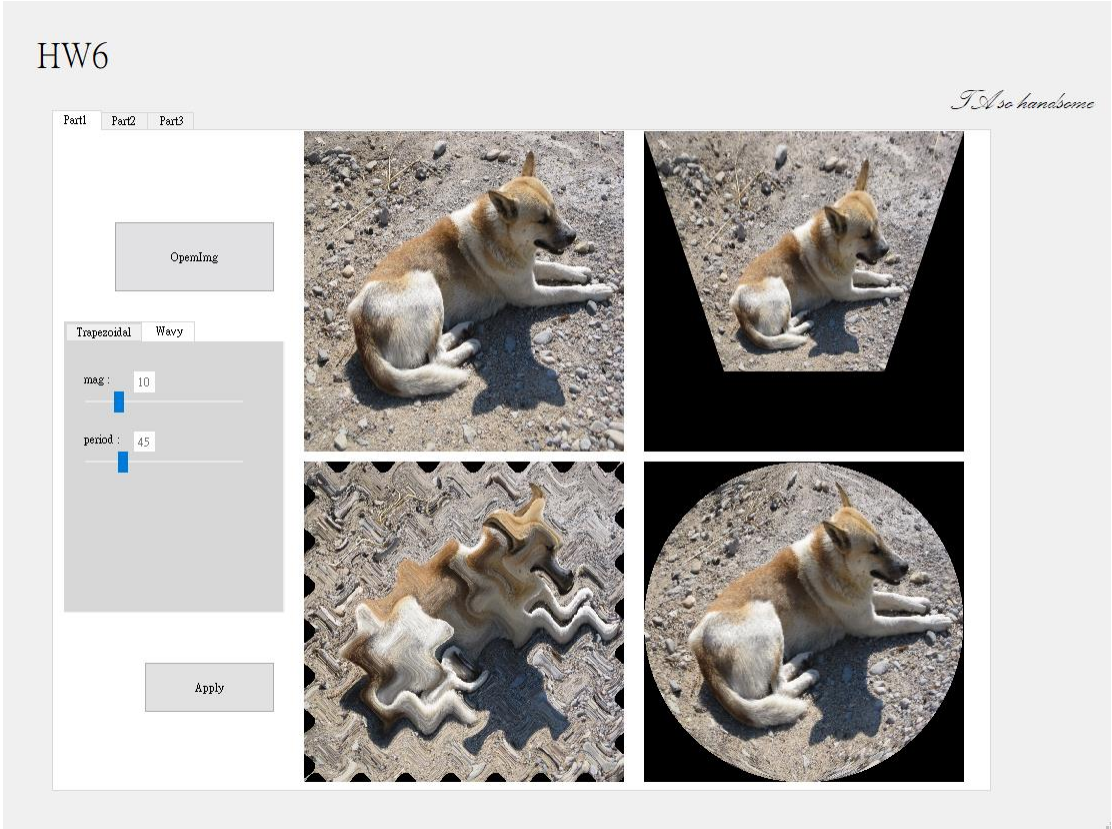 HW6
TA so handsome
Part1 Part2 Part3
OpemImg
Trapezoidal Wavy
mag : 10
period : 45
Apply